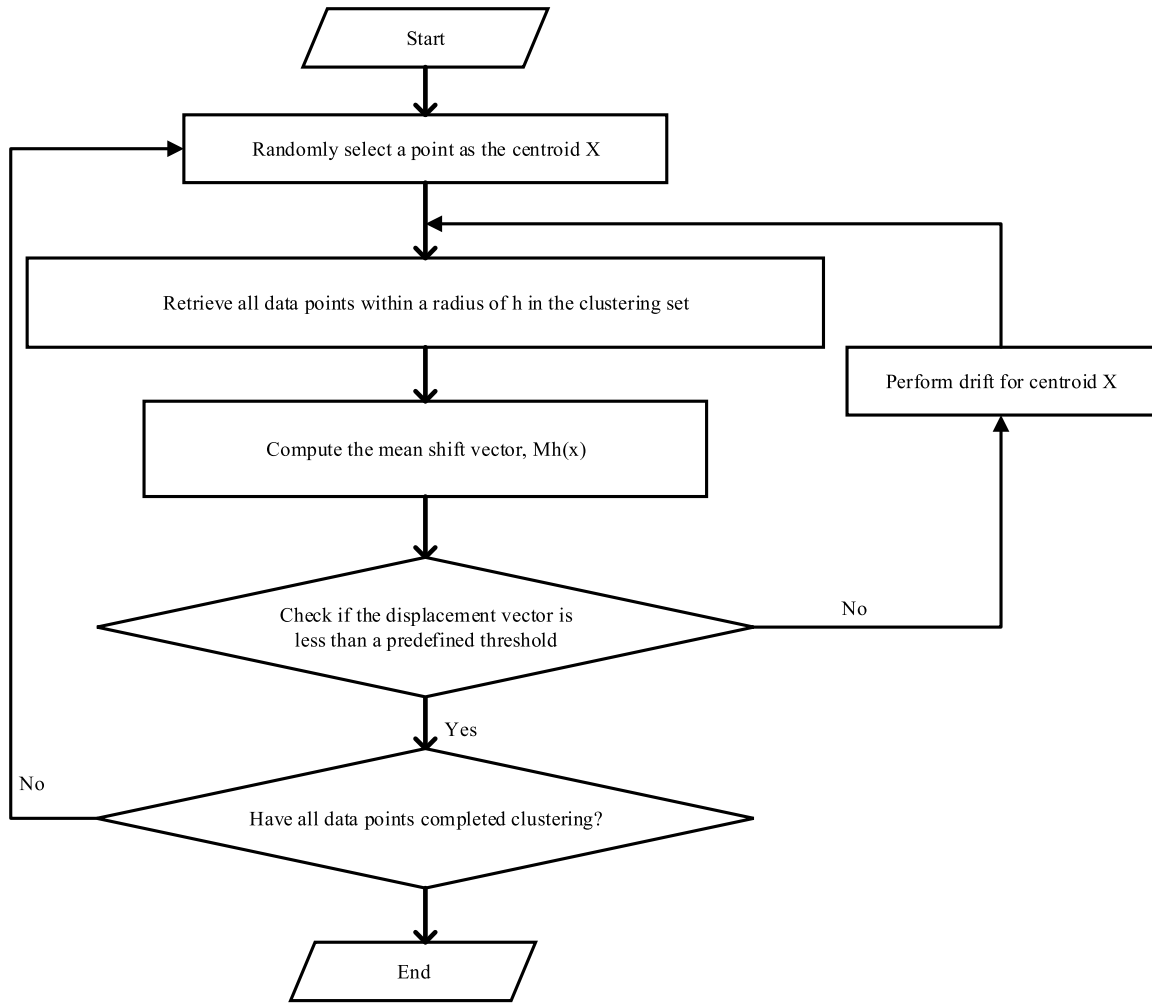 Start
Randomly select a point as the centroid X
Retrieve all data points within a radius of h in the clustering set
Perform drift for centroid X
Compute the mean shift vector, Mh(x)
Check if the displacement vector is
less than a predefined threshold
No
Yes
No
Have all data points completed clustering?
End